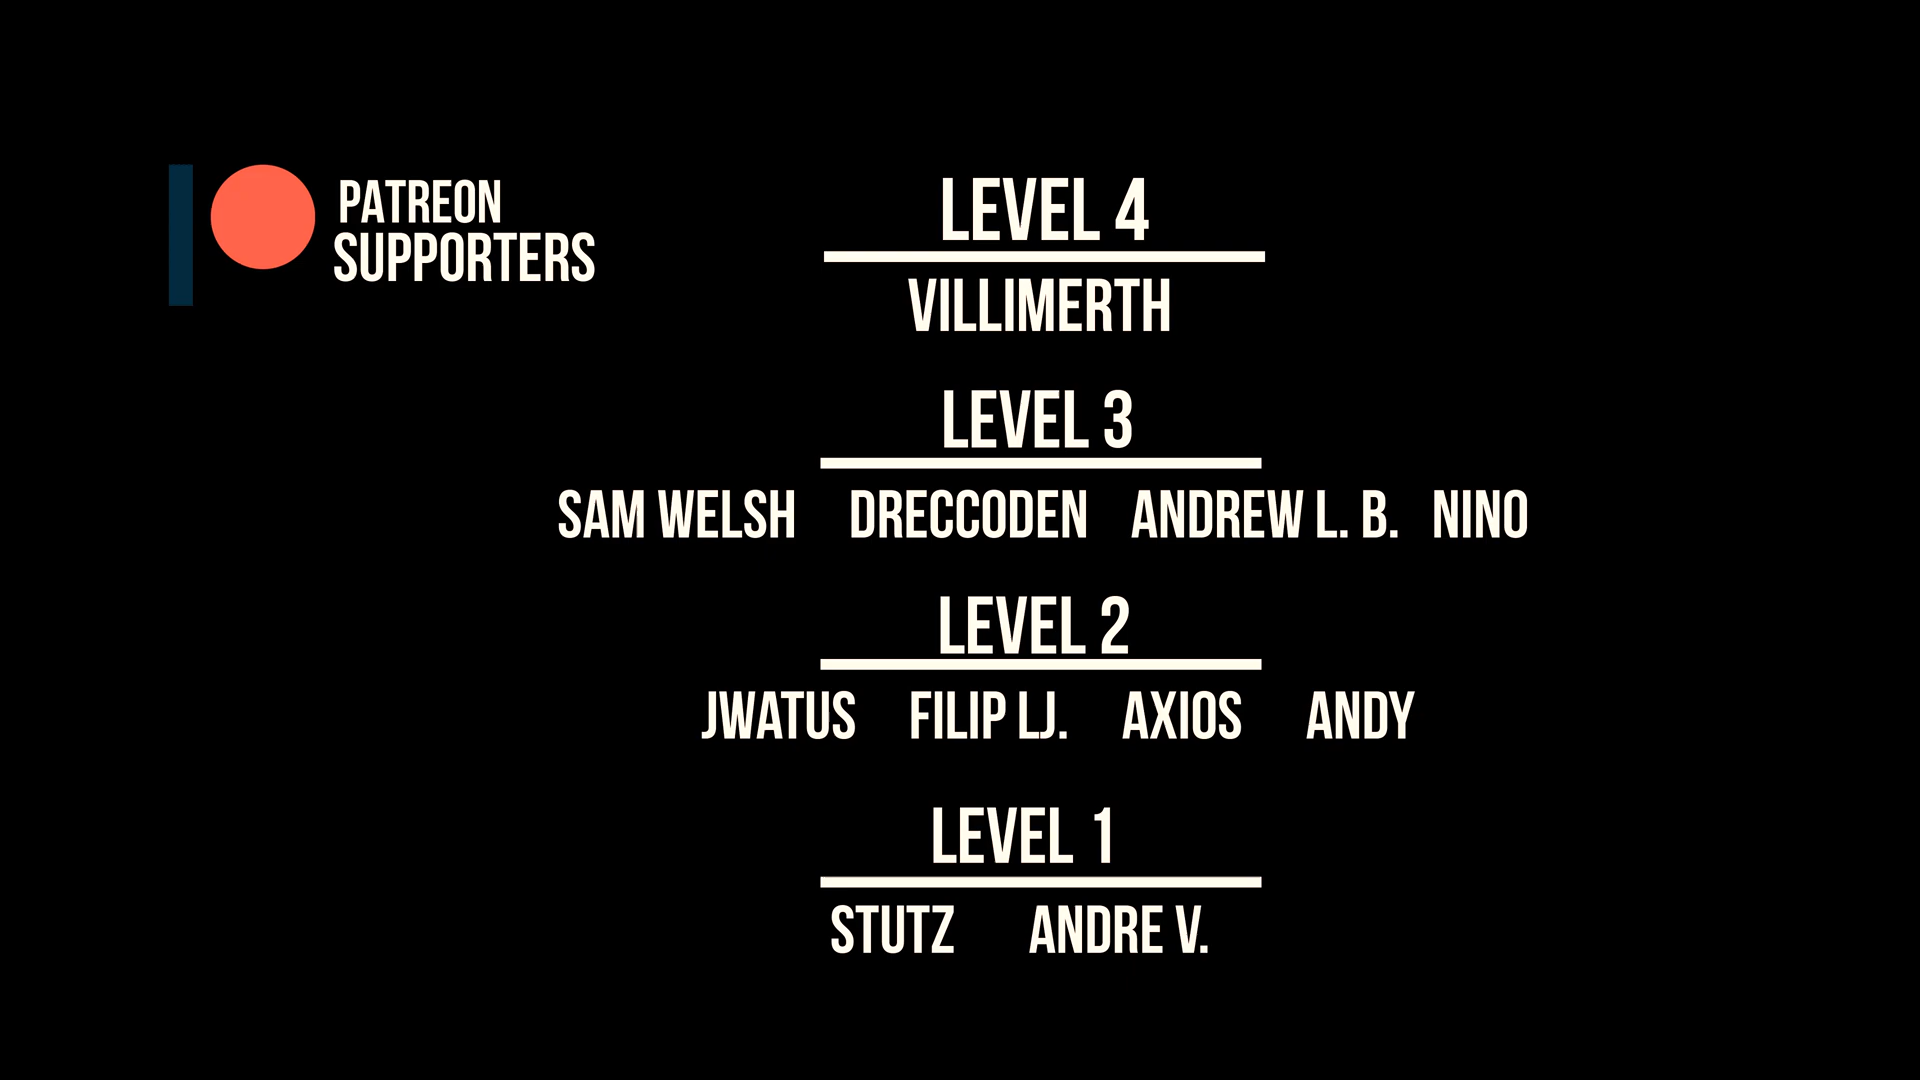 PATREON
SUPPORTERS
LEVEL 4
VILLIMERTH
LEVEL 3
SAM WELSH DRECCODEN ANDREW L. B. NINO
LEVEL 2
JWATUS FILIP LJ. AXIOS ANDY
LEVEL 1
STUTZ ANDRE V.